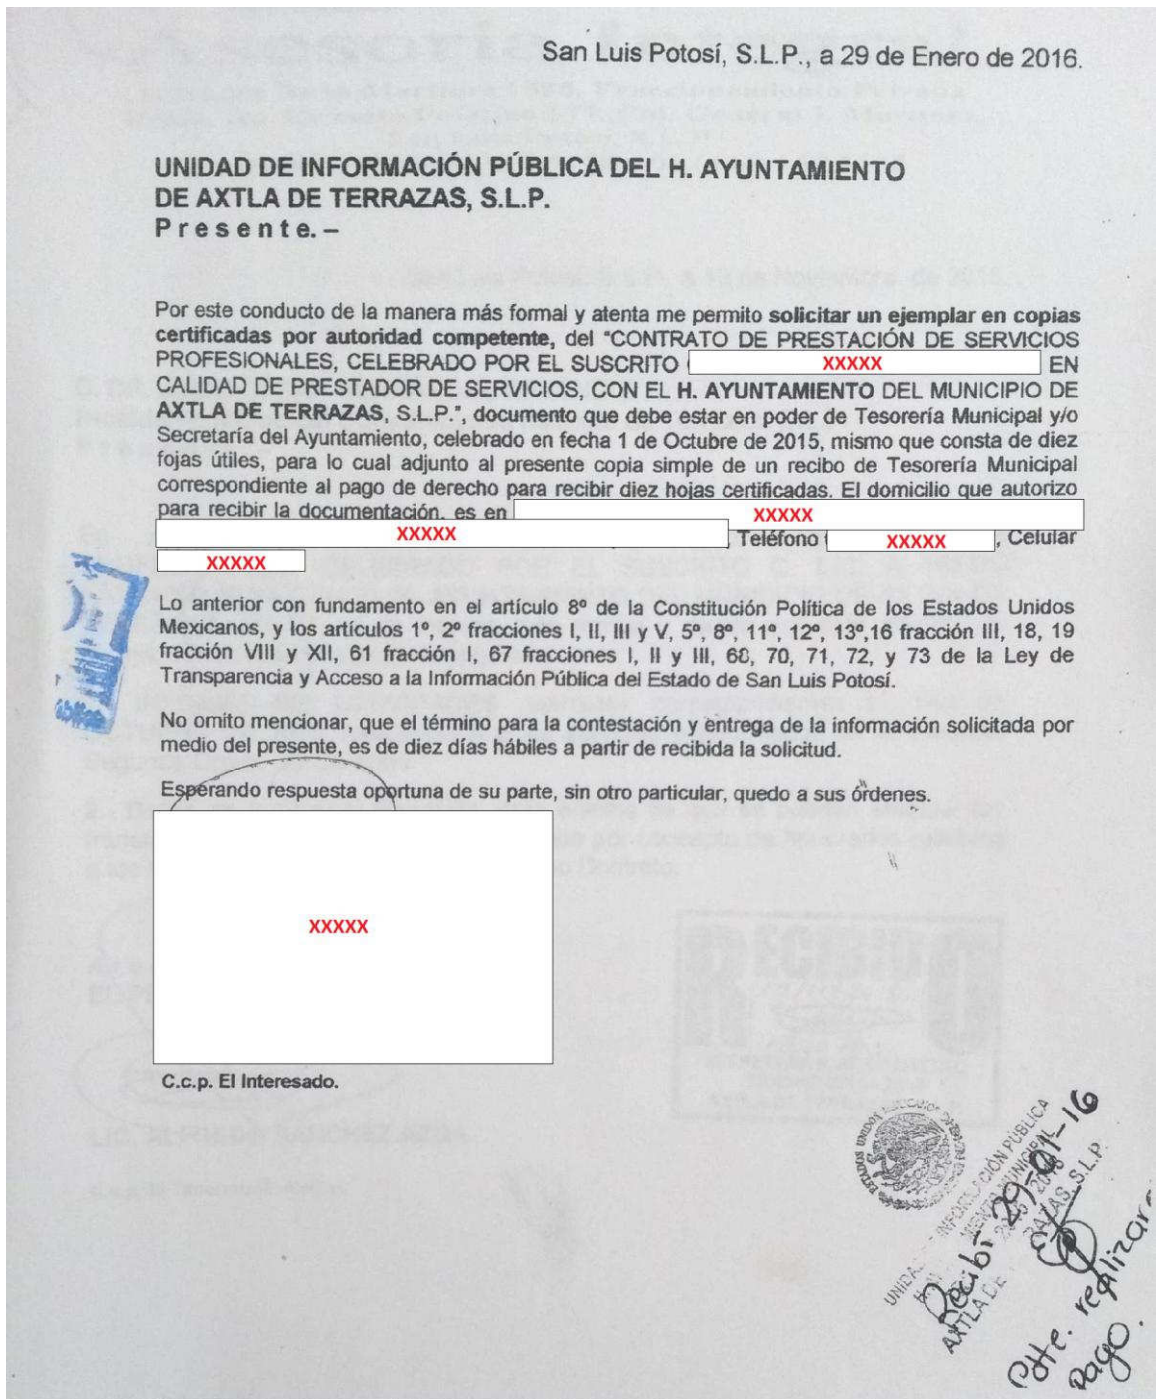 San Luis Potosí, S.L.P., a 29 de Enero de 2016.
UNIDAD DE INFORMACIÓN PÚBLICA DEL H. AYUNTAMIENTO
DE AXTLA DE TERRAZAS, S.L.P.
P r e s e n t e. –
Por este conducto de la manera más formal y atenta me permito solicitar un ejemplar en copias
certificadas por autoridad competente, del "CONTRATO DE PRESTACIÓN DE SERVICIOS
PROFESIONALES, CELEBRADO POR EL SUSCRITO XXXXX EN
CALIDAD DE PRESTADOR DE SERVICIOS, CON EL H. AYUNTAMIENTO DEL MUNICIPIO DE
AXTLA DE TERRAZAS, S.L.P.", documento que debe estar en poder de Tesorería Municipal y/o
Secretaría del Ayuntamiento, celebrado en fecha 1 de Octubre de 2015, mismo que consta de diez
fojas útiles, para lo cual adjunto al presente copia simple de un recibo de Tesorería Municipal
correspondiente al pago de derecho para recibir diez hojas certificadas. El domicilio que autorizo
para recibir la documentación, es en XXXXX
XXXXX, Teléfono XXXXX, Celular
XXXXX
Lo anterior con fundamento en el artículo 8º de la Constitución Política de los Estados Unidos
Mexicanos, y los artículos 1º, 2º fracciones I, II, III y V, 5º, 8º, 11º, 12º, 13º,16 fracción III, 18, 19
fracción VIII y XII, 61 fracción I, 67 fracciones I, II y III, 68, 70, 71, 72, y 73 de la Ley de
Transparencia y Acceso a la Información Pública del Estado de San Luis Potosí.
No omito mencionar, que el término para la contestación y entrega de la información solicitada por
medio del presente, es de diez días hábiles a partir de recibida la solicitud.
Esperando respuesta oportuna de su parte, sin otro particular, quedo a sus órdenes.
XXXXX
C.c.p. El Interesado.
ESTADOS UNIDOS
PÚBLICA
S.L.P.
AXTLA DE
Recibí 29-01-16
Pdte. realizar
pago.